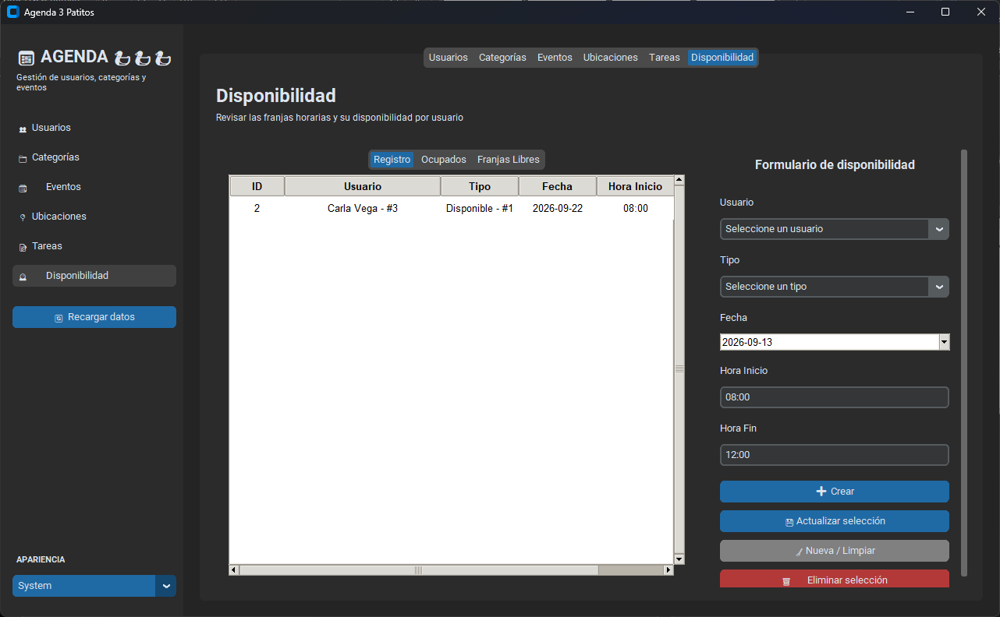 Agenda 3 Patitos
AGENDA
Gestión de usuarios, categorías y
eventos
Usuarios
Categorías
Eventos
Ubicaciones
Tareas
Disponibilidad
Recargar datos
APARIENCIA
System
Usuarios Categorías Eventos Ubicaciones Tareas Disponibilidad
Disponibilidad
Revisar las franjas horarias y su disponibilidad por usuario
Registro Ocupados Franjas Libres
ID Usuario Tipo Fecha Hora Inicio
2 Carla Vega - #3 Disponible - #1 2026-09-22 08:00
Formulario de disponibilidad
Usuario
Seleccione un usuario
Tipo
Seleccione un tipo
Fecha
2026-09-13
Hora Inicio
08:00
Hora Fin
12:00
Crear
Actualizar selección
Nueva / Limpiar
Eliminar selección